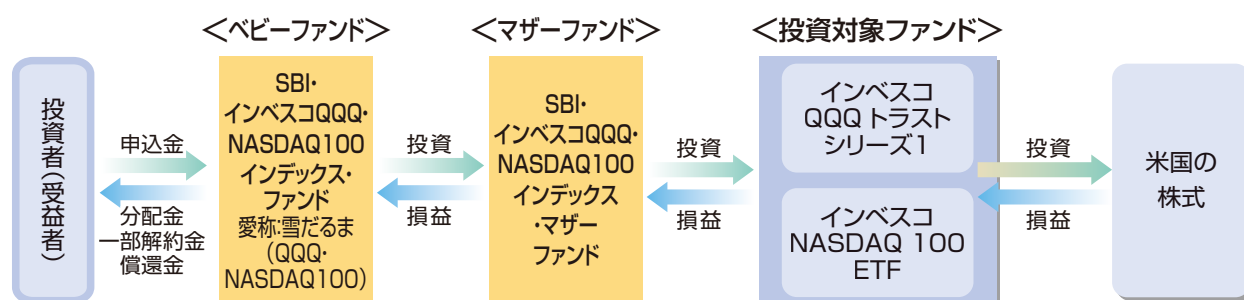 <ベビーファンド>
<マザーファンド>
<投資対象ファンド>
投資者(受益者)
申込金
分配金
一部解約金
償還金
SBI・
インベスコQQQ・
NASDAQ100
インデックス・
ファンド
愛称:雪だるま
(QQQ・
NASDAQ100)
投資
損益
SBI・
インベスコQQQ・
NASDAQ100
インデックス
・マザー
ファンド
投資
損益
インベスコ
QQQ トラスト
シリーズ1
インベスコ
NASDAQ 100
ETF
投資
損益
米国の
株式